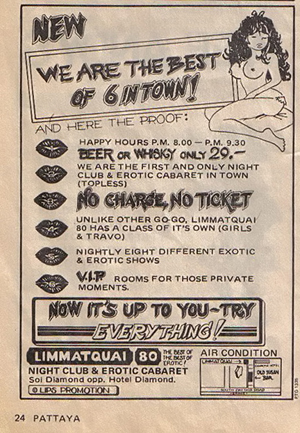 NEW
WE ARE THE BEST
OF 6 IN TOWN!
AND HERE THE PROOF:
HAPPY HOURS P.M. 8.00 – P.M. 9.30
BEER OR WHISKY ONLY 29.—
WE ARE THE FIRST AND ONLY NIGHT
CLUB & EROTIC CABARET IN TOWN
(TOPLESS)
NO CHARGE, NO TICKET
UNLIKE OTHER GO-GO, LIMMATQUAI
80 HAS A CLASS OF IT'S OWN (GIRLS
& TRAVO)
NIGHTLY EIGHT DIFFERENT EXOTIC
& EROTIC SHOWS
V.I.P. ROOMS FOR THOSE PRIVATE
MOMENTS.
NOW IT'S UP TO YOU–TRY
EVERYTHING!
LIMMATQUAI 80 THE BEST OF
THE BEST OF
EROTIC!
NIGHT CLUB & EROTIC CABARET
Soi Diamond opp. Hotel Diamond.
LIPS PROMOTION
AIR CONDITION
LIMMATQUAI
24 PATTAYA